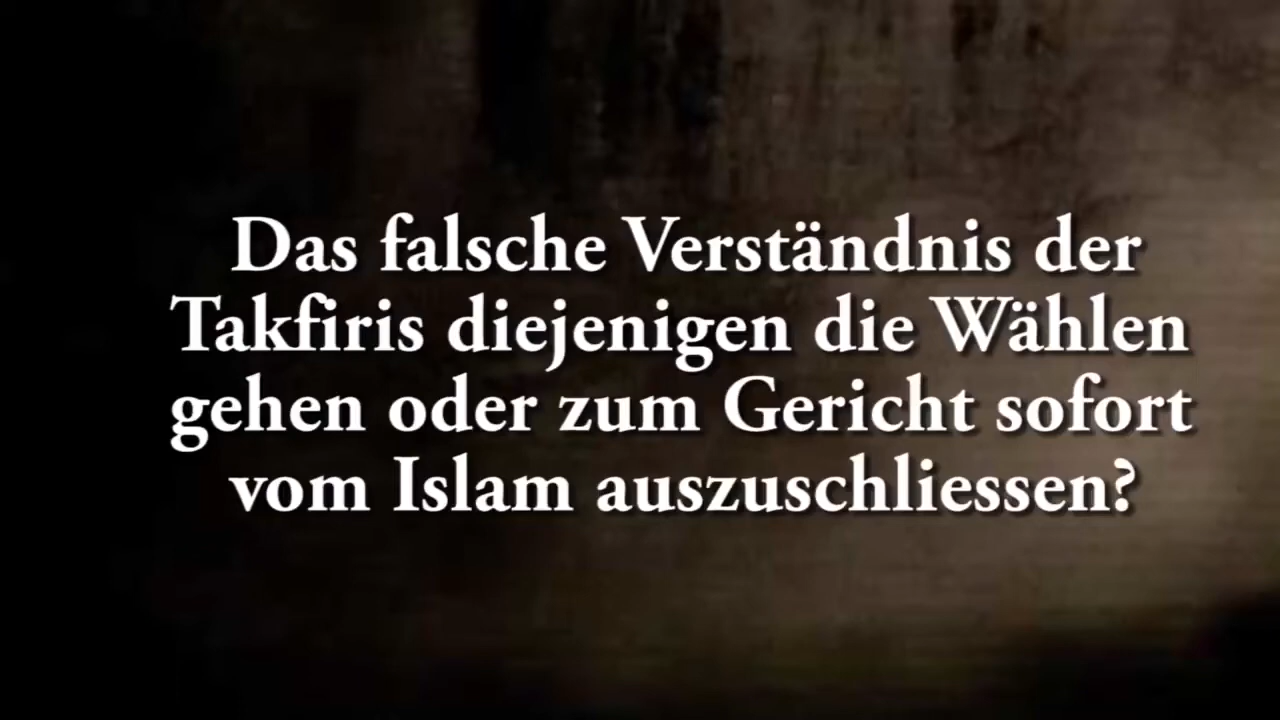 Das falsche Verständnis der
Takfiris diejenigen die Wählen
gehen oder zum Gericht sofort
vom Islam auszuschliessen?